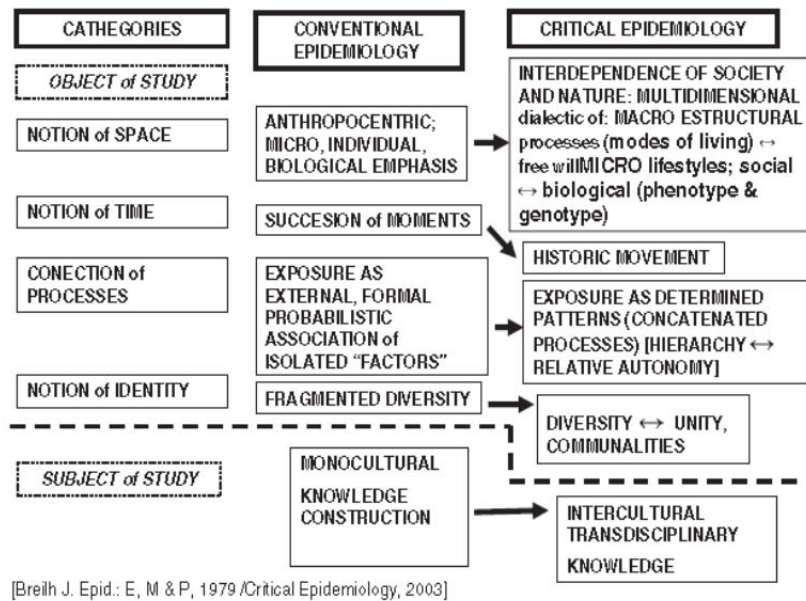 CATHEGORIES
CONVENTIONAL
EPIDEMIOLOGY
CRITICAL EPIDEMIOLOGY
OBJECT of STUDY
NOTION of SPACE
ANTHROPOCENTRIC;
MICRO, INDIVIDUAL,
BIOLOGICAL EMPHASIS
INTERDEPENDENCE OF SOCIETY
AND NATURE: MULTIDIMENSIONAL
dialectic of: MACRO ESTRUCTURAL
processes (modes of living) ↔
free willMICRO lifestyles; social
↔ biological (phenotype &
genotype)
NOTION of TIME
SUCCESION of MOMENTS
HISTORIC MOVEMENT
CONECTION of
PROCESSES
EXPOSURE AS
EXTERNAL, FORMAL
PROBABILISTIC
ASSOCIATION of
ISOLATED “FACTORS”
EXPOSURE AS DETERMINED
PATTERNS (CONCATENATED
PROCESSES) [HIERARCHY ↔
RELATIVE AUTONOMY]
NOTION of IDENTITY
FRAGMENTED DIVERSITY
DIVERSITY ↔ UNITY,
COMMUNALITIES
SUBJECT of STUDY
MONOCULTURAL
KNOWLEDGE
CONSTRUCTION
INTERCULTURAL
TRANSDISCIPLINARY
KNOWLEDGE
[Breilh J. Epid.: E, M & P, 1979 /Critical Epidemiology, 2003]